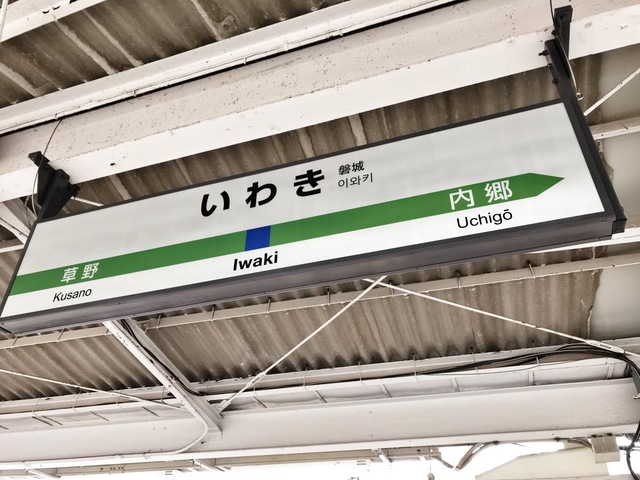 いわき
磐城
이와키
草野
内郷
Kusano
Iwaki
Uchigō